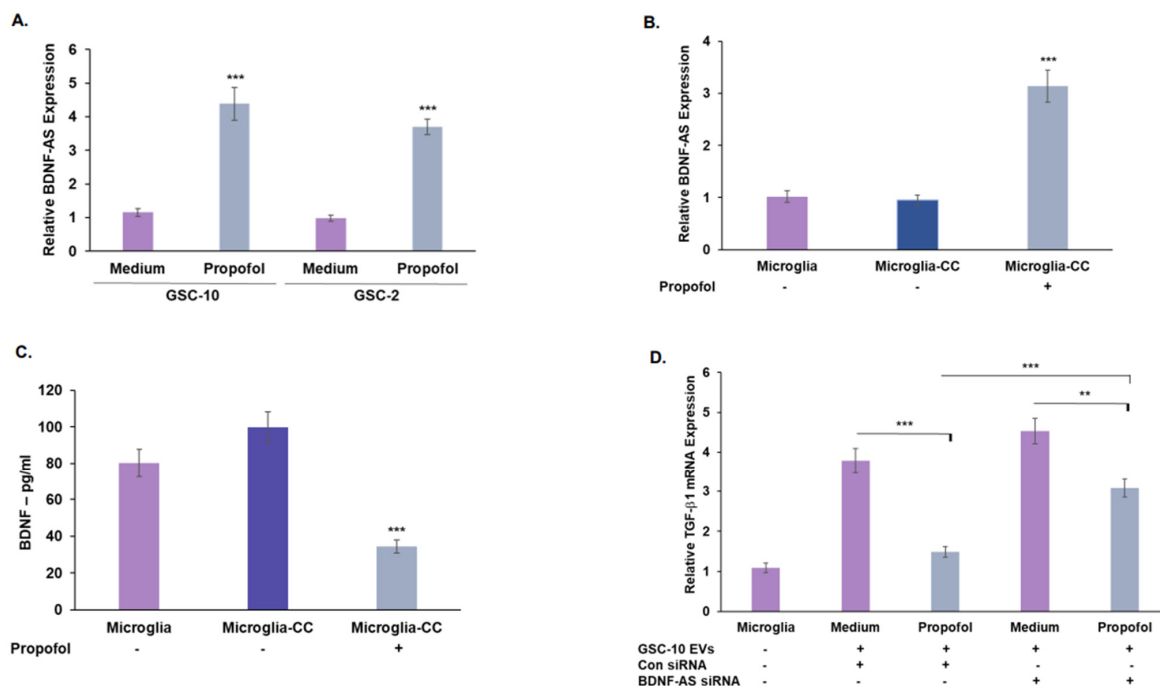 A.
Relative BDNF-AS Expression
6
5
4
3
2
1
0
***
***
Medium Propofol Medium Propofol
GSC-10 GSC-2
B.
Relative BDNF-AS Expression
4
3
2
1
0
***
Microglia Microglia-CC Microglia-CC
Propofol - - +
C.
BDNF – pg/ml
120
100
80
60
40
20
0
***
Microglia Microglia-CC Microglia-CC
Propofol - - +
D.
Relative TGF-β1 mRNA Expression
6
5
4
3
2
1
0
***
***
**
Microglia Medium Propofol Medium Propofol
GSC-10 EVs - + + + +
Con siRNA - + + - -
BDNF-AS siRNA - - - + +